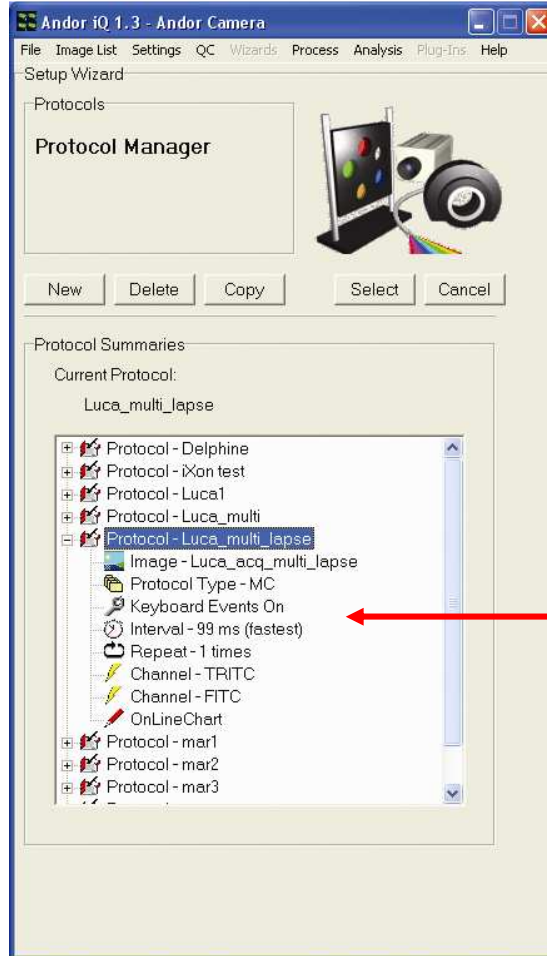 Andor iQ 1.3 - Andor Camera
File Image List Settings QC Wizards Process Analysis Plug-Ins Help
Setup Wizard
Protocols
Protocol Manager
New Delete Copy Select Cancel
Protocol Summaries
Current Protocol:
Luca_multi_lapse
Protocol - Delphine
Protocol - iXon test
Protocol - Luca1
Protocol - Luca_multi
Protocol - Luca_multi_lapse
Image - Luca_acq_multi_lapse
Protocol Type - MC
Keyboard Events On
Interval - 99 ms (fastest)
Repeat - 1 times
Channel - TRITC
Channel - FITC
OnLineChart
Protocol - mar1
Protocol - mar2
Protocol - mar3